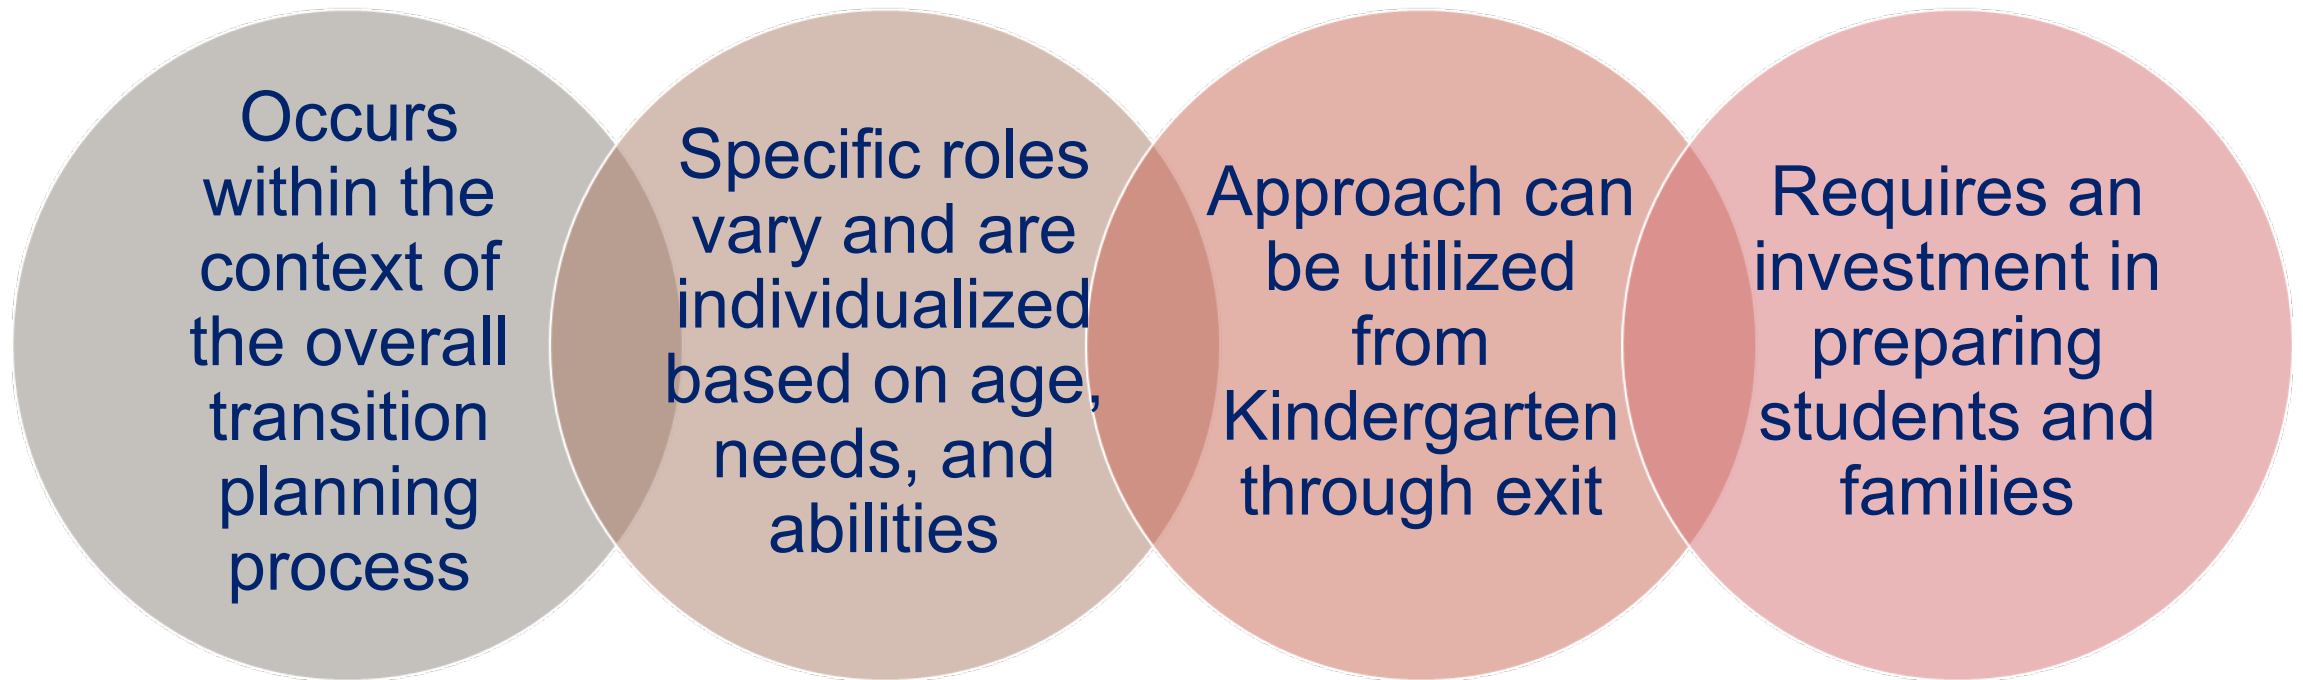 Occurs
within the
context of
the overall
transition
planning
process
Specific roles
vary and are
individualized
based on age,
needs, and
abilities
Approach can
be utilized
from
Kindergarten
through exit
Requires an
investment in
preparing
students and
families